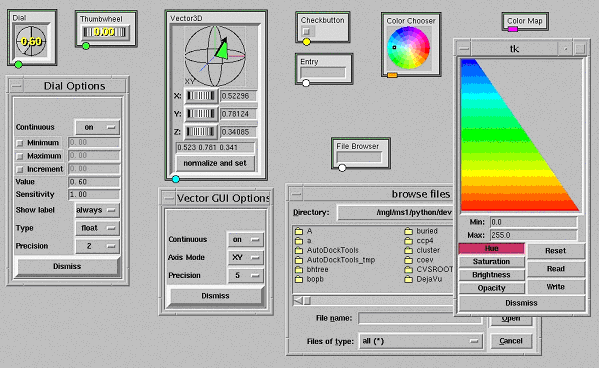 Dial
-0.60
Thumbwheel
0.00
Vector3D
XY
X: 0.52296
Y: 0.78124
Z: 0.34085
0.523 0.781 0.341
normalize and set
Checkbutton
Entry
Color Chooser
Color Map
File Browser
Dial Options
Continuous on
Minimum 0.00
Maximum 0.00
Increment 0.00
Value 0.60
Sensitivity 1.00
Show label always
Type float
Precision 2
Dismiss
Vector GUI Options
Continuous on
Axis Mode XY
Precision 5
Dismiss
browse files
Directory: /mgl/ms1/python/dev
A
a
AutoDockTools
AutoDockTools_tmp
bhtree
bopb
buried
ccp4
cluster
coev
CVSROOT
DejaVu
File name: Open
Files of type: all (*) Cancel
tk
Min: 0.0
Max: 255.0
Hue Reset
Saturation
Brightness Read
Opacity Write
Dissmiss